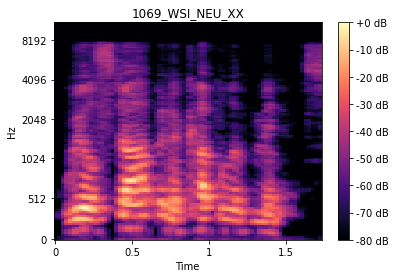 1069_WSI_NEU_XX
+0 dB
8192
-10 dB
4096
-20 dB
-30 dB
2048
Hz
-40 dB
1024
-50 dB
512
-60 dB
-70 dB
0
-80 dB
0 0.5 1 1.5
Time